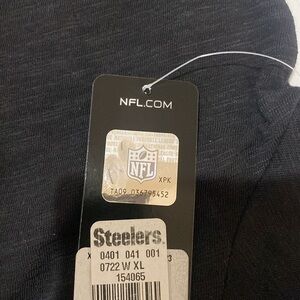 NFL.COM
NFL
XPK
TA09 036795452
Steelers.
0401 041 001
0722 W XL
154065